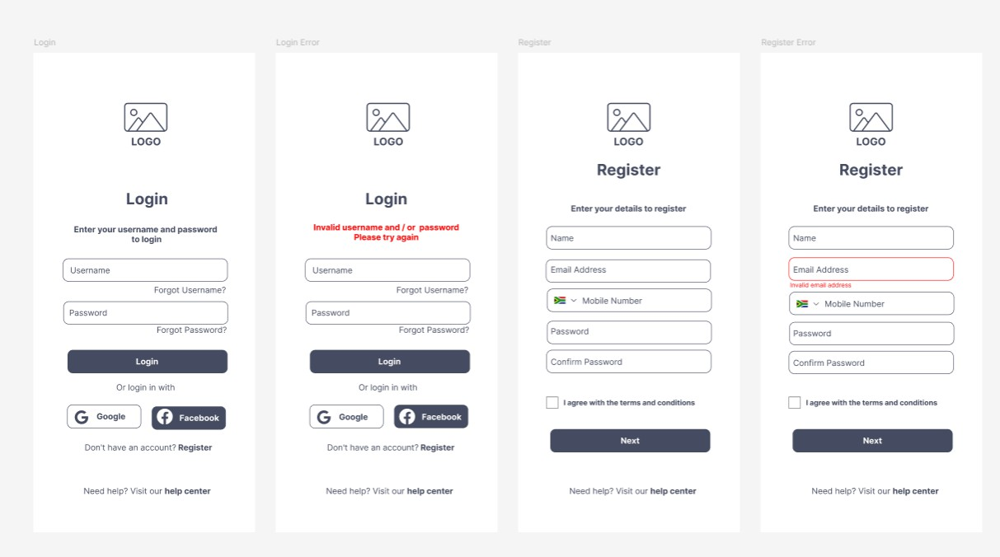 Login
LOGO
Login
Enter your username and password
to login
Username
Forgot Username?
Password
Forgot Password?
Login
Or login in with
Google
Facebook
Don't have an account? Register
Need help? Visit our help center
Login Error
LOGO
Login
Invalid username and / or password
Please try again
Username
Forgot Username?
Password
Forgot Password?
Login
Or login in with
Google
Facebook
Don't have an account? Register
Need help? Visit our help center
Register
LOGO
Register
Enter your details to register
Name
Email Address
Mobile Number
Password
Confirm Password
I agree with the terms and conditions
Next
Need help? Visit our help center
Register Error
LOGO
Register
Enter your details to register
Name
Email Address
Invalid email address
Mobile Number
Password
Confirm Password
I agree with the terms and conditions
Next
Need help? Visit our help center